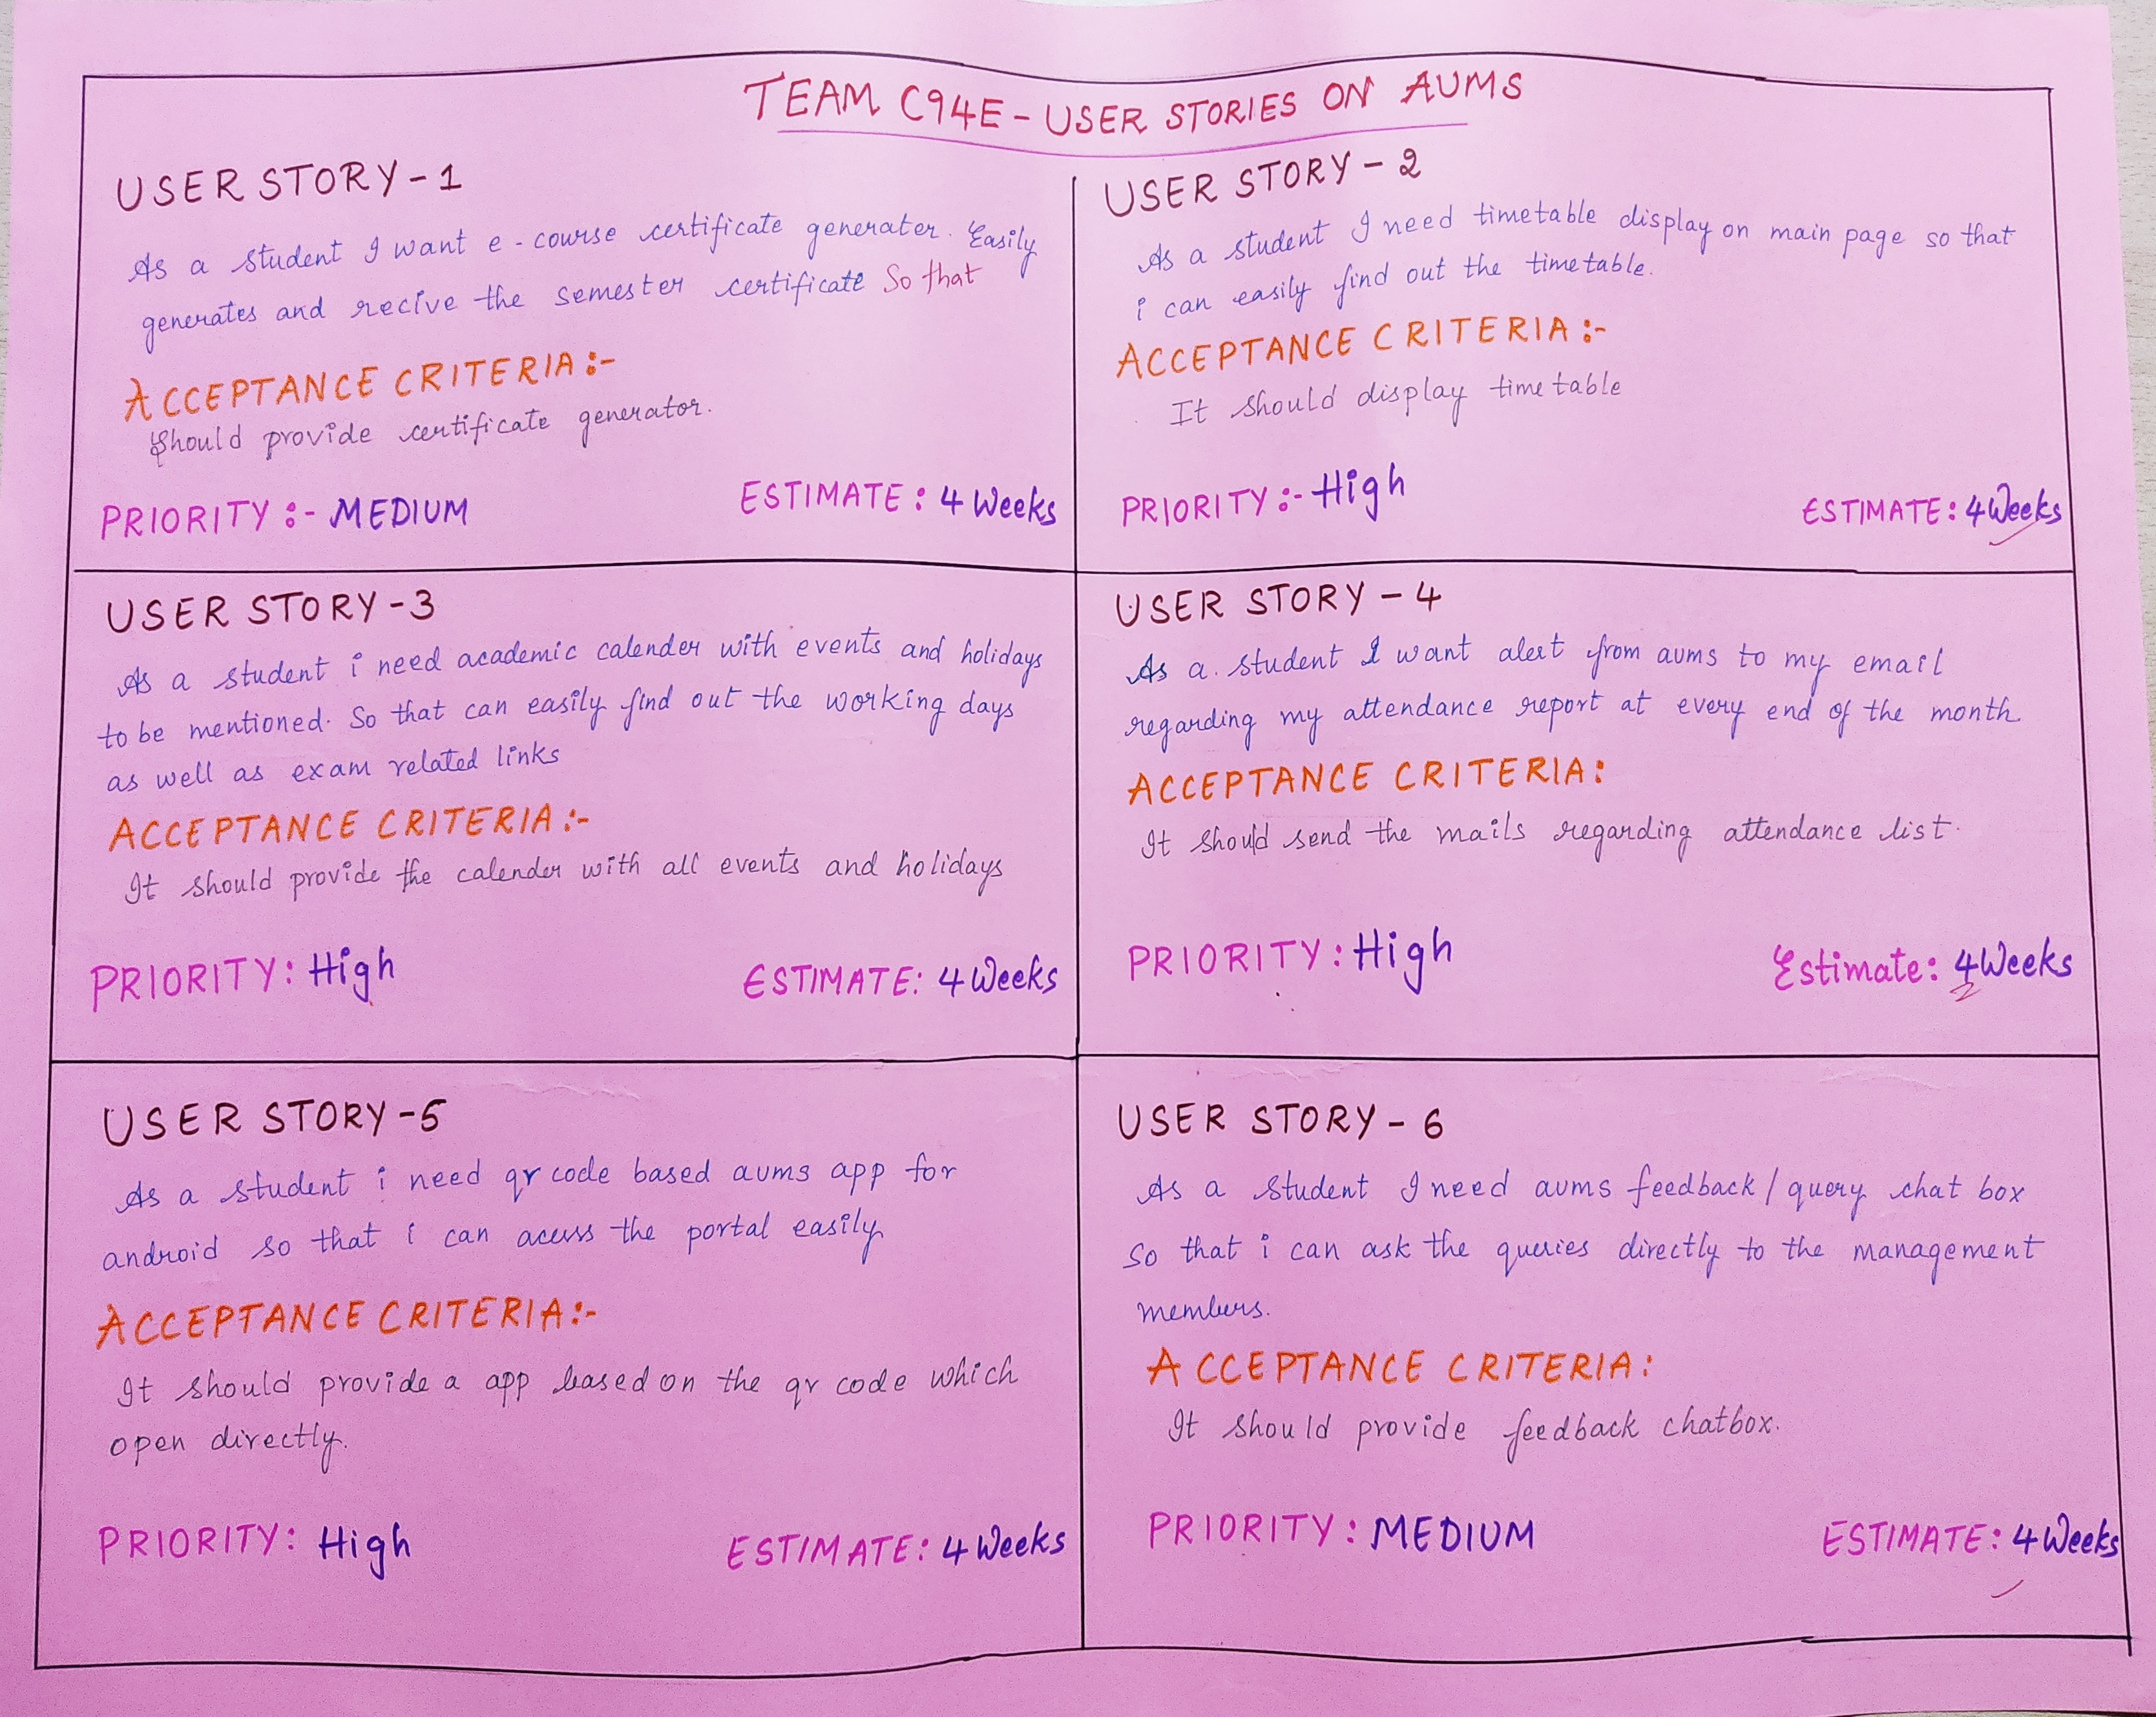 TEAM C94E - USER STORIES ON AUMS
USER STORY - 1
As a student I want e - course certificate generater. Easily
generates and recive the semester certificate So that
ACCEPTANCE CRITERIA :-
Should provide certificate generator.
PRIORITY :- MEDIUM
ESTIMATE : 4 Weeks
USER STORY - 2
As a student I need timetable display on main page so that
i can easily find out the timetable.
ACCEPTANCE CRITERIA :-
It should display timetable
PRIORITY :- High
ESTIMATE : 4 Weeks
USER STORY - 3
As a student i need academic calender with events and holidays
to be mentioned. So that can easily find out the working days
as well as exam related links
ACCEPTANCE CRITERIA :-
It should provide the calender with all events and holidays
PRIORITY : High
ESTIMATE : 4 Weeks
USER STORY - 4
As a student I want alert from aums to my email
regarding my attendance report at every end of the month.
ACCEPTANCE CRITERIA :
It should send the mails regarding attendance list.
PRIORITY : High
Estimate : 4 Weeks
2
USER STORY - 5
As a student i need qr code based aums app for
android so that i can acess the portal easily
ACCEPTANCE CRITERIA :-
It should provide a app based on the qr code which
open directly.
PRIORITY : High
ESTIMATE : 4 Weeks
USER STORY - 6
As a student I need aums feedback / query chat box
So that i can ask the queries directly to the management
members.
ACCEPTANCE CRITERIA :
It should provide feedback chatbox.
PRIORITY : MEDIUM
ESTIMATE : 4 Weeks